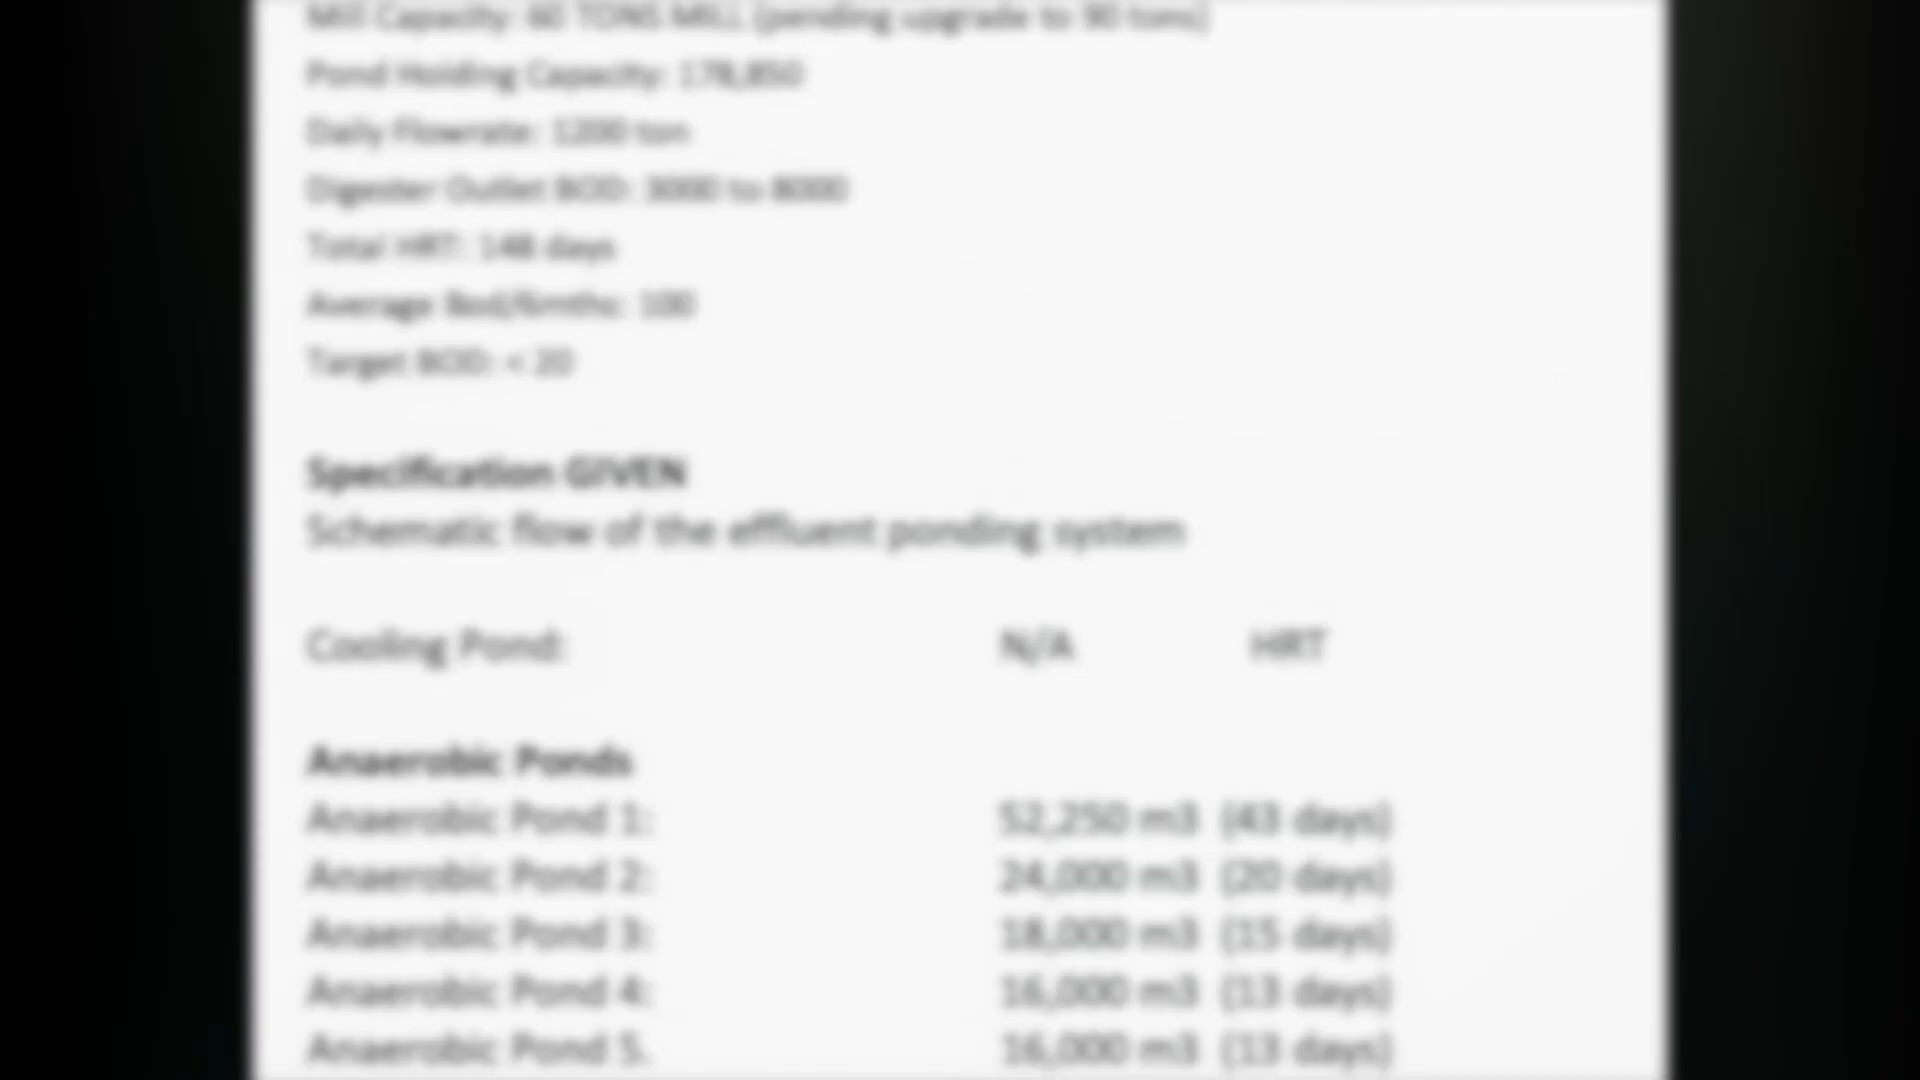 Mill Capacity: 60 TONS MILL (pending upgrade to 90 tons)
Pond Holding Capacity: 178,850
Daily Flowrate: 1200 ton
Digester Outlet BOD: 3000 to 8000
Total HRT: 148 days
Average Bod/6mths: 100
Target BOD: < 20
Specification GIVEN
Schematic flow of the effluent ponding system
Cooling Pond: N/A HRT
Anaerobic Ponds
Anaerobic Pond 1: 52,250 m3 (43 days)
Anaerobic Pond 2: 24,000 m3 (20 days)
Anaerobic Pond 3: 18,000 m3 (15 days)
Anaerobic Pond 4: 16,000 m3 (13 days)
Anaerobic Pond 5. 16,000 m3 (13 days)